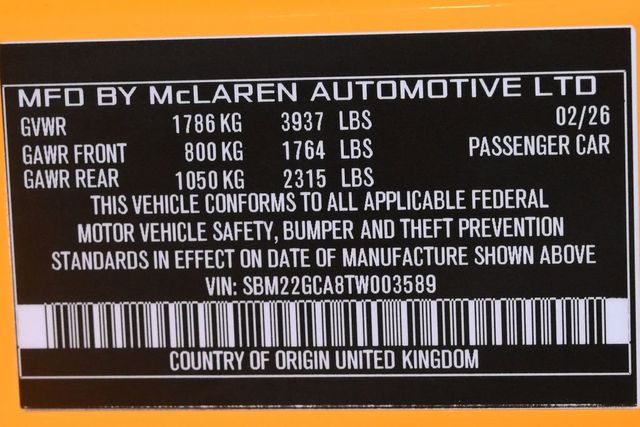 MFD BY McLAREN AUTOMOTIVE LTD
GVWR 1786 KG 3937 LBS 02/26
GAWR FRONT 800 KG 1764 LBS PASSENGER CAR
GAWR REAR 1050 KG 2315 LBS
THIS VEHICLE CONFORMS TO ALL APPLICABLE FEDERAL
MOTOR VEHICLE SAFETY, BUMPER AND THEFT PREVENTION
STANDARDS IN EFFECT ON DATE OF MANUFACTURE SHOWN ABOVE
VIN: SBM22GCA8TW003589
COUNTRY OF ORIGIN UNITED KINGDOM